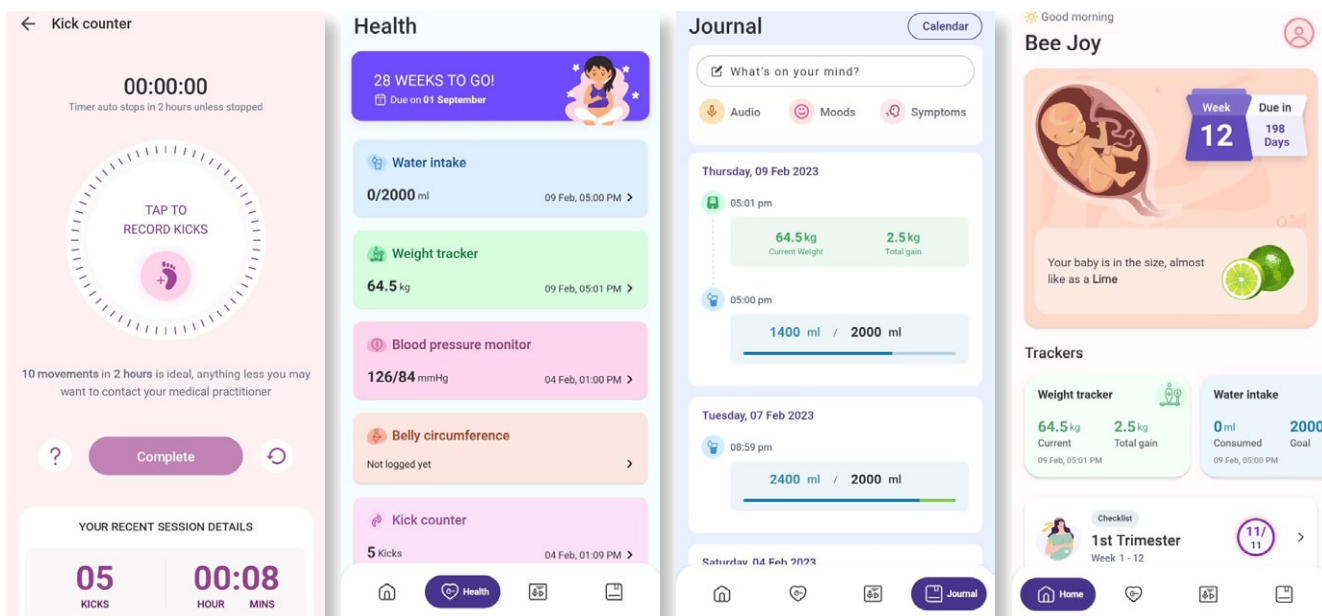 Kick counter
00:00:00
Timer auto stops in 2 hours unless stopped
TAP TO
RECORD KICKS
10 movements in 2 hours is ideal, anything less you may
want to contact your medical practitioner
?
Complete
YOUR RECENT SESSION DETAILS
05
KICKS
00:08
HOUR MINS
Health
28 WEEKS TO GO!
Due on 01 September
Water intake
0/2000 ml
09 Feb, 05:00 PM
Weight tracker
64.5 kg
09 Feb, 05:01 PM
Blood pressure monitor
126/84 mmHg
04 Feb, 01:00 PM
Belly circumference
Not logged yet
Kick counter
5 Kicks
04 Feb, 01:09 PM
Health
Journal
Calendar
What's on your mind?
Audio Moods Symptoms
Thursday, 09 Feb 2023
05:01 pm
64.5 kg 2.5 kg
Current Weight Total gain
05:00 pm
1400 ml / 2000 ml
Tuesday, 07 Feb 2023
08:59 pm
2400 ml / 2000 ml
Saturday, 04 Feb 2023
Journal
Good morning
Bee Joy
Week
12
Due in
198
Days
Your baby is in the size, almost
like as a Lime
Trackers
Weight tracker
64.5 kg 2.5 kg
Current Total gain
09 Feb, 05:01 PM
Water intake
0 ml 2000
Consumed Goal
09 Feb, 05:00 PM
Checklist
1st Trimester
Week 1 - 12
11/
11
Home